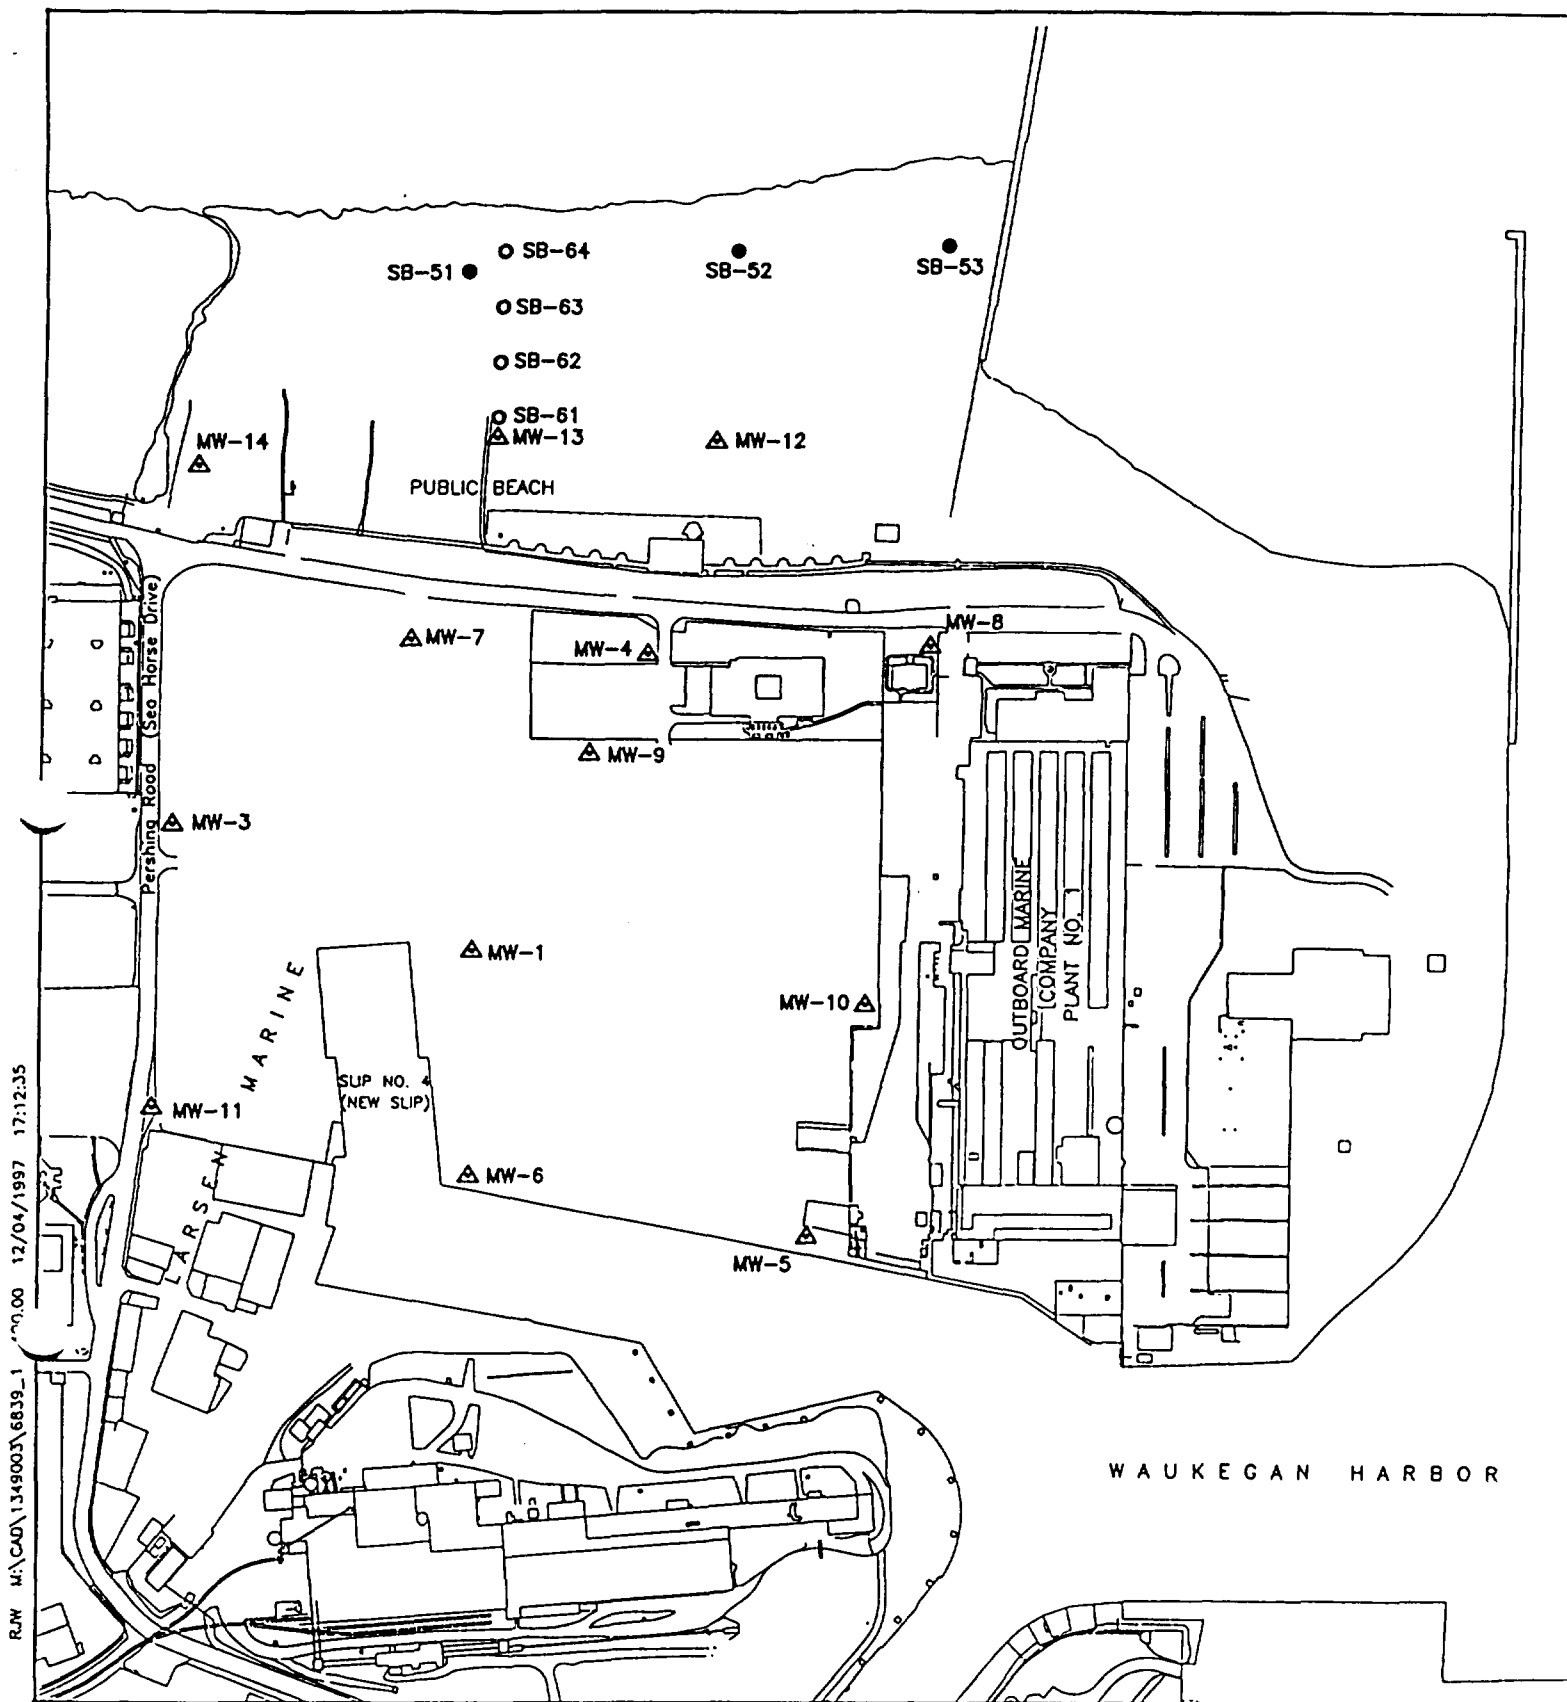 SB-64
SB-51
SB-52
SB-53
SB-63
SB-62
SB-61
MW-13
MW-12
MW-14
PUBLIC BEACH
MW-7
MW-4
MW-8
MW-9
Pershing Road (Sea Horse Drive)
MW-3
MW-1
MW-10
OUTBOARD MARINE
COMPANY
PLANT NO. 1
LARSEN MARINE
SLIP NO. 4
(NEW SLIP)
MW-11
MW-6
MW-5
WAUKEGAN HARBOR
RJW M:\CAD\1349003\6839_1 00.00 12/04/1997 17:12:35